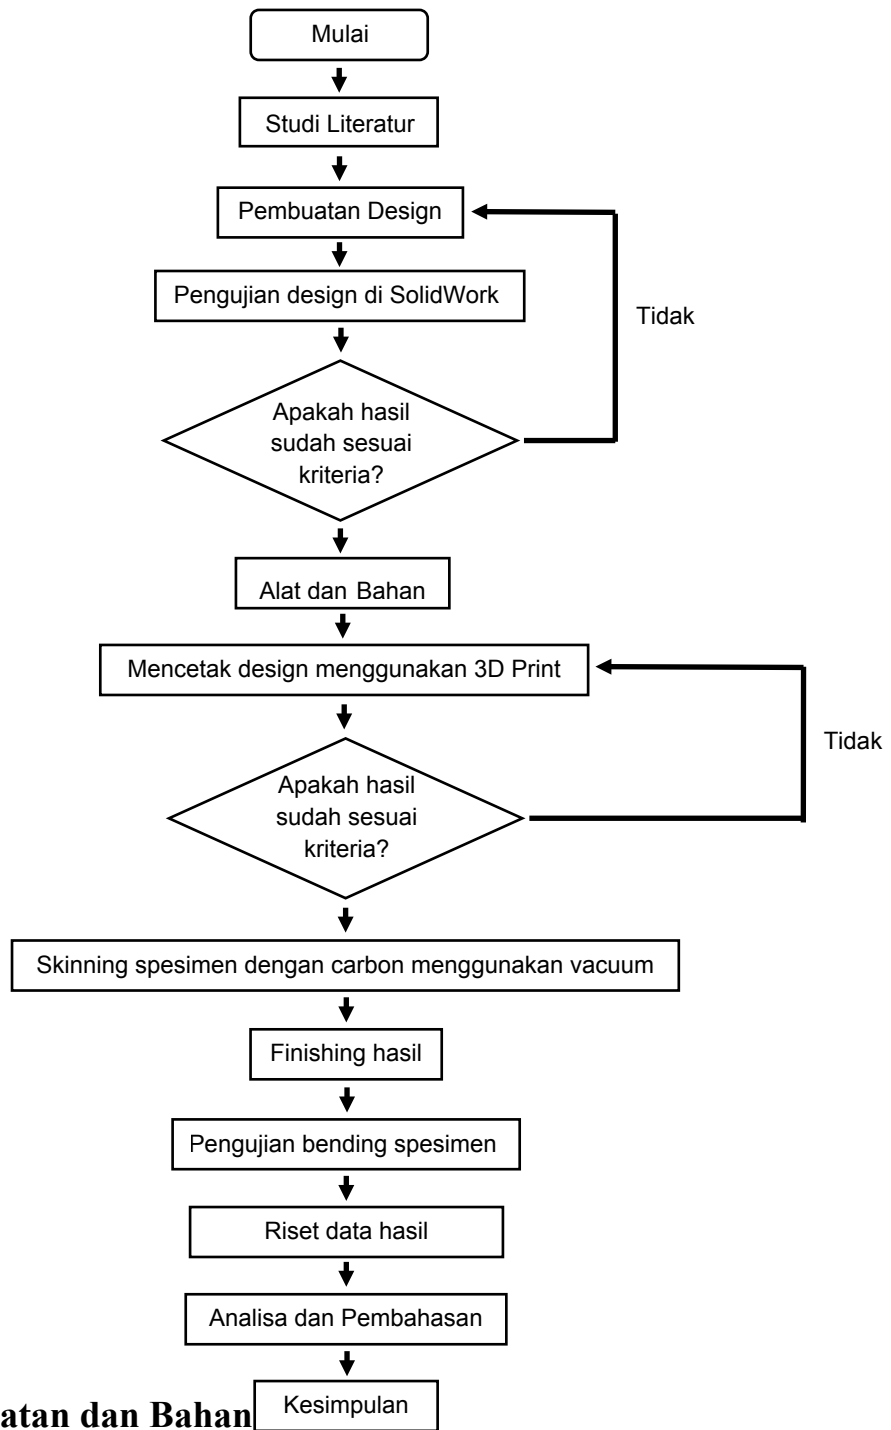 Mulai
Studi Literatur
Pembuatan Design
Pengujian design di SolidWork
Tidak
Apakah hasil
sudah sesuai
kriteria?
Alat dan Bahan
Mencetak design menggunakan 3D Print
Tidak
Apakah hasil
sudah sesuai
kriteria?
Skinning spesimen dengan carbon menggunakan vacuum
Finishing hasil
Pengujian bending spesimen
Riset data hasil
Analisa dan Pembahasan
Kesimpulan
atan dan Bahan